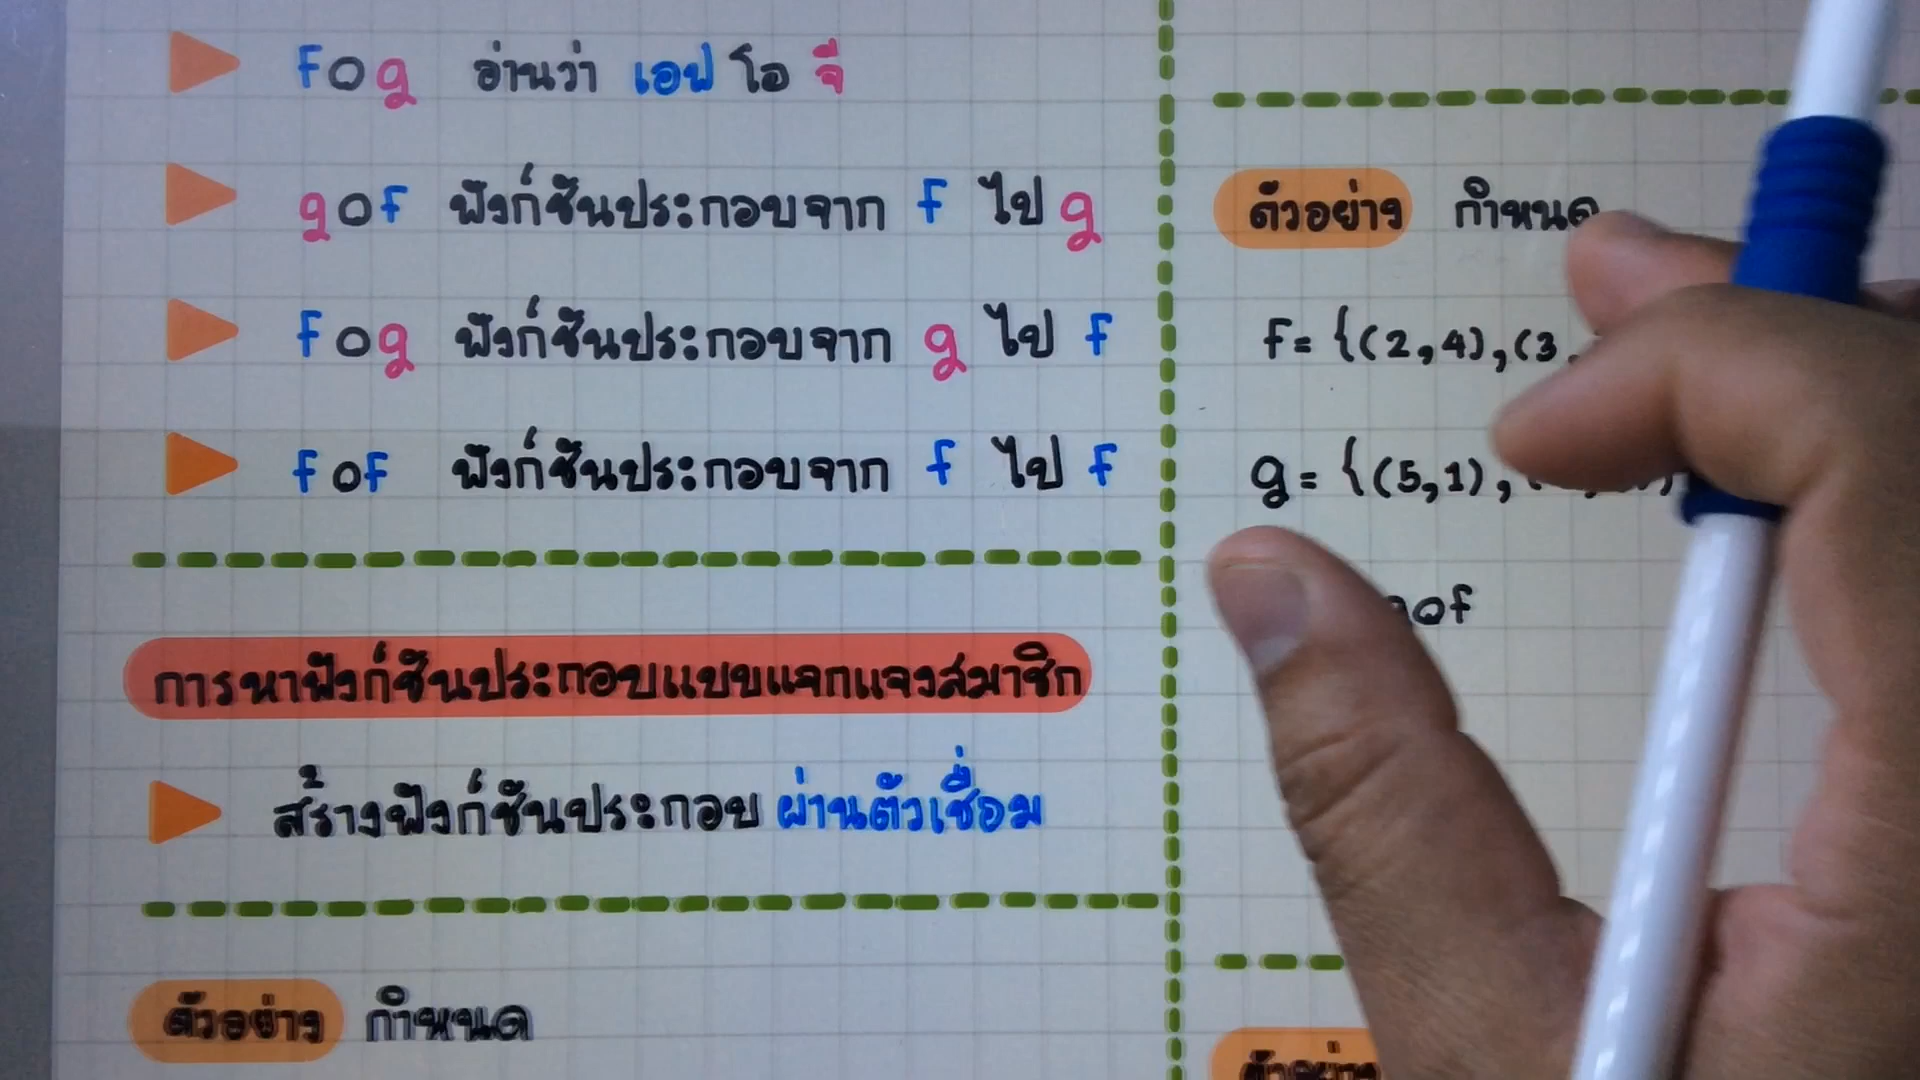 fog อ่านว่า เอฟ โอ จี
gof ฟังก์ชันประกอบจาก f ไป g
fog ฟังก์ชันประกอบจาก g ไป f
fof ฟังก์ชันประกอบจาก f ไป f
การหาฟังก์ชันประกอบแบบแจกแจงสมาชิก
สร้างฟังก์ชันประกอบ ผ่านตัวเชื่อม
ตัวอย่าง กำหนด
ตัวอย่าง กำหนด
f = {(2,4),(3
g = {(5,1),
gof
ตัวอย่าง